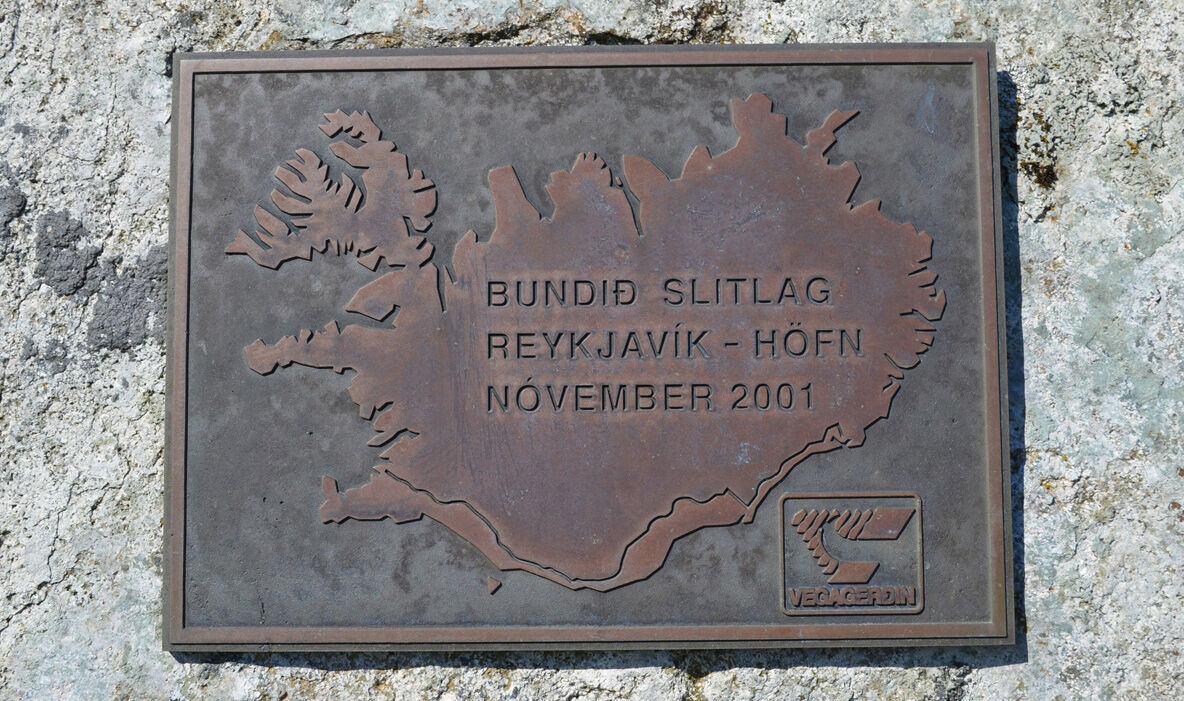 BUNDIÐ SLITLAG
REYKJAVÍK - HÖFN
NÓVEMBER 2001
VEGAGERÐIN